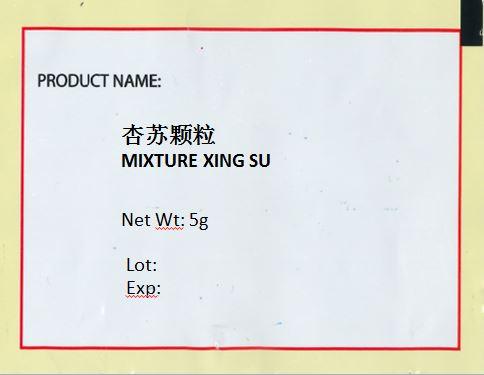 PRODUCT NAME:
杏苏颗粒
MIXTURE XING SU
Net Wt: 5g
Lot:
Exp: